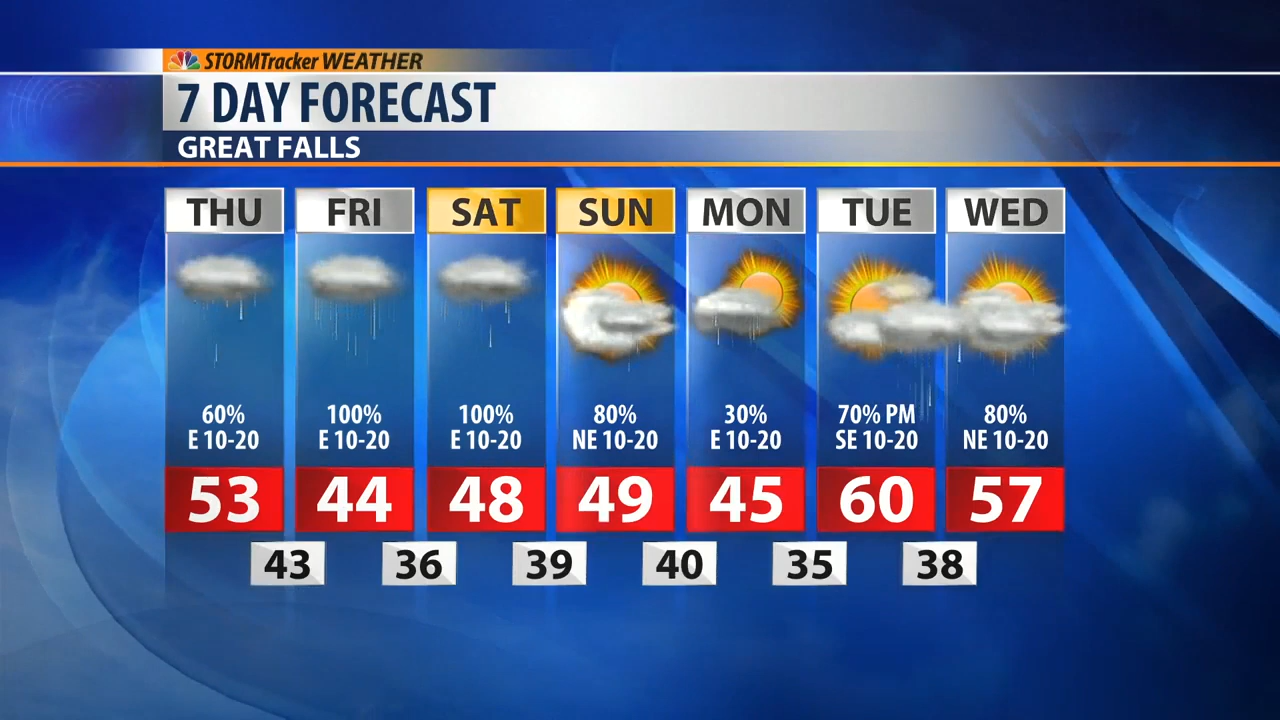 STORMTracker WEATHER
7 DAY FORECAST
GREAT FALLS
THU FRI SAT SUN MON TUE WED
60% 100% 100% 80% 30% 70% PM 80%
E 10-20 E 10-20 E 10-20 NE 10-20 E 10-20 SE 10-20 NE 10-20
53 44 48 49 45 60 57
43 36 39 40 35 38